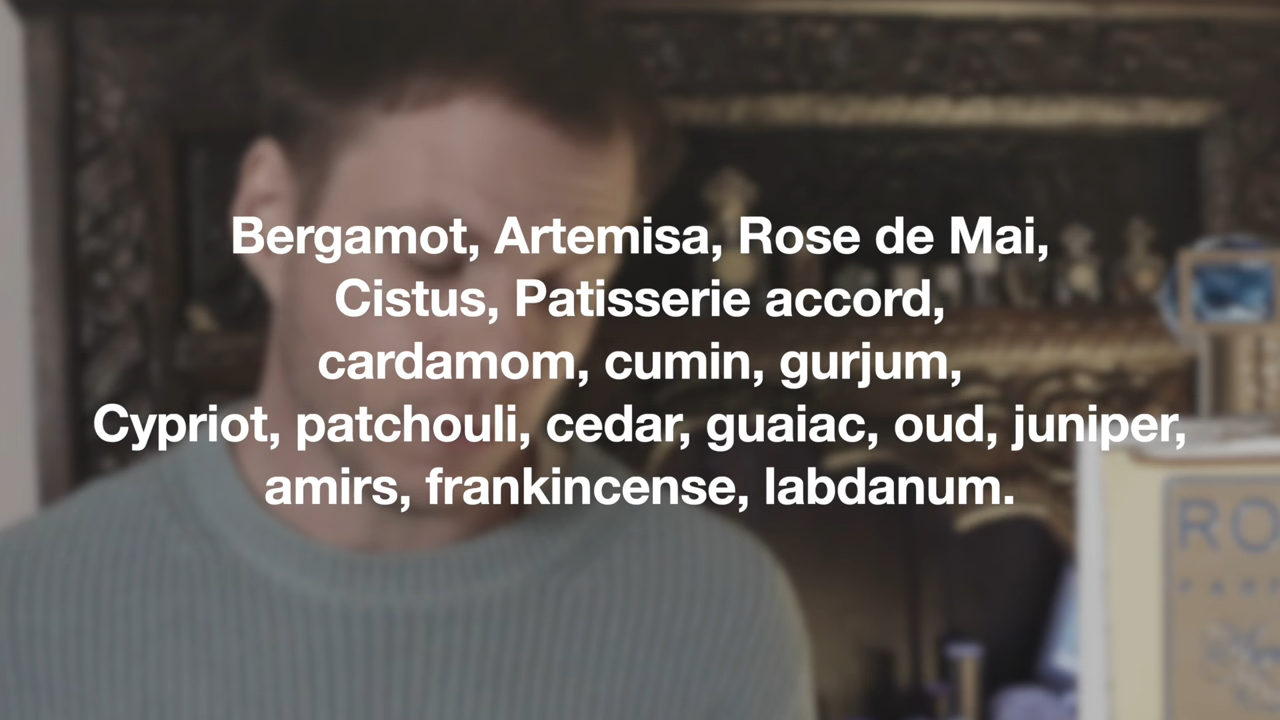 Bergamot, Artemisa, Rose de Mai,
Cistus, Patisserie accord,
cardamom, cumin, gurjum,
Cypriot, patchouli, cedar, guaiac, oud, juniper,
amirs, frankincense, labdanum.
RO